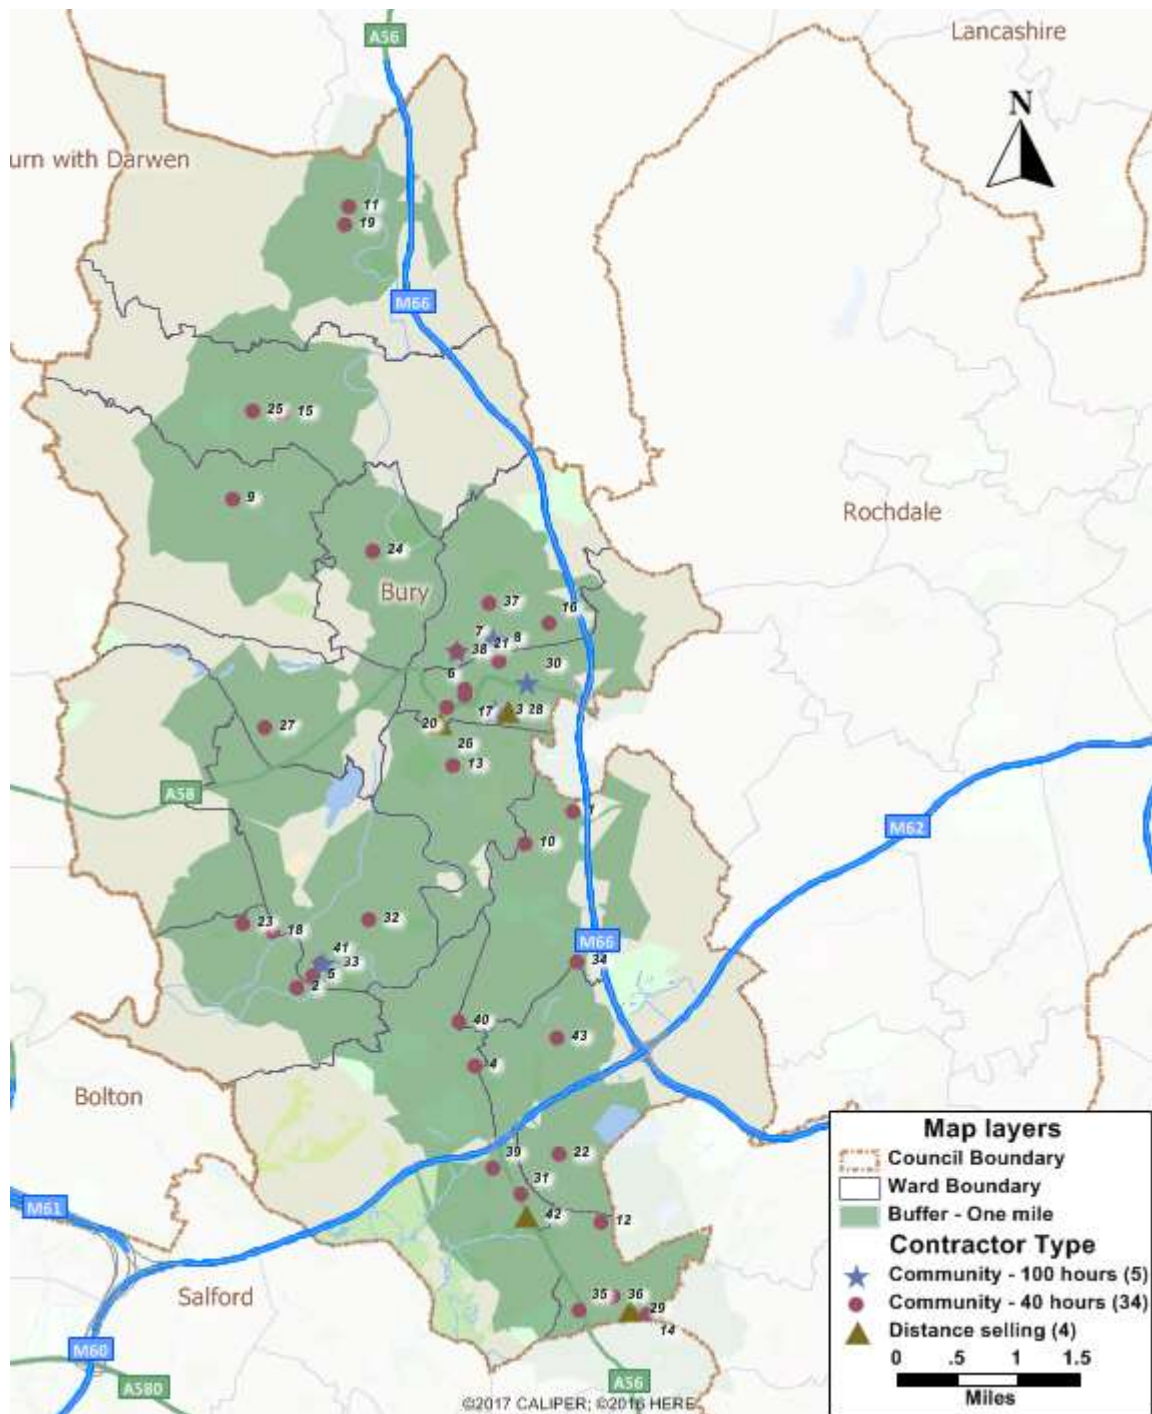 A56
Lancashire
N
urn with Darwen
11
19
M66
25
15
9
Rochdale
24
Bury
37
16
7
8
21
38
30
6
17
3
28
20
26
27
13
A58
1
M62
10
23
32
18
41
33
5
2
M66
34
40
43
4
Bolton
39
22
31
42
12
M61
Salford
35
36
29
14
M60
A580
A56
©2017 CALIPER; ©2016 HERE
Map layers
Council Boundary
Ward Boundary
Buffer - One mile
Contractor Type
Community - 100 hours (5)
Community - 40 hours (34)
Distance selling (4)
0 .5 1 1.5
Miles